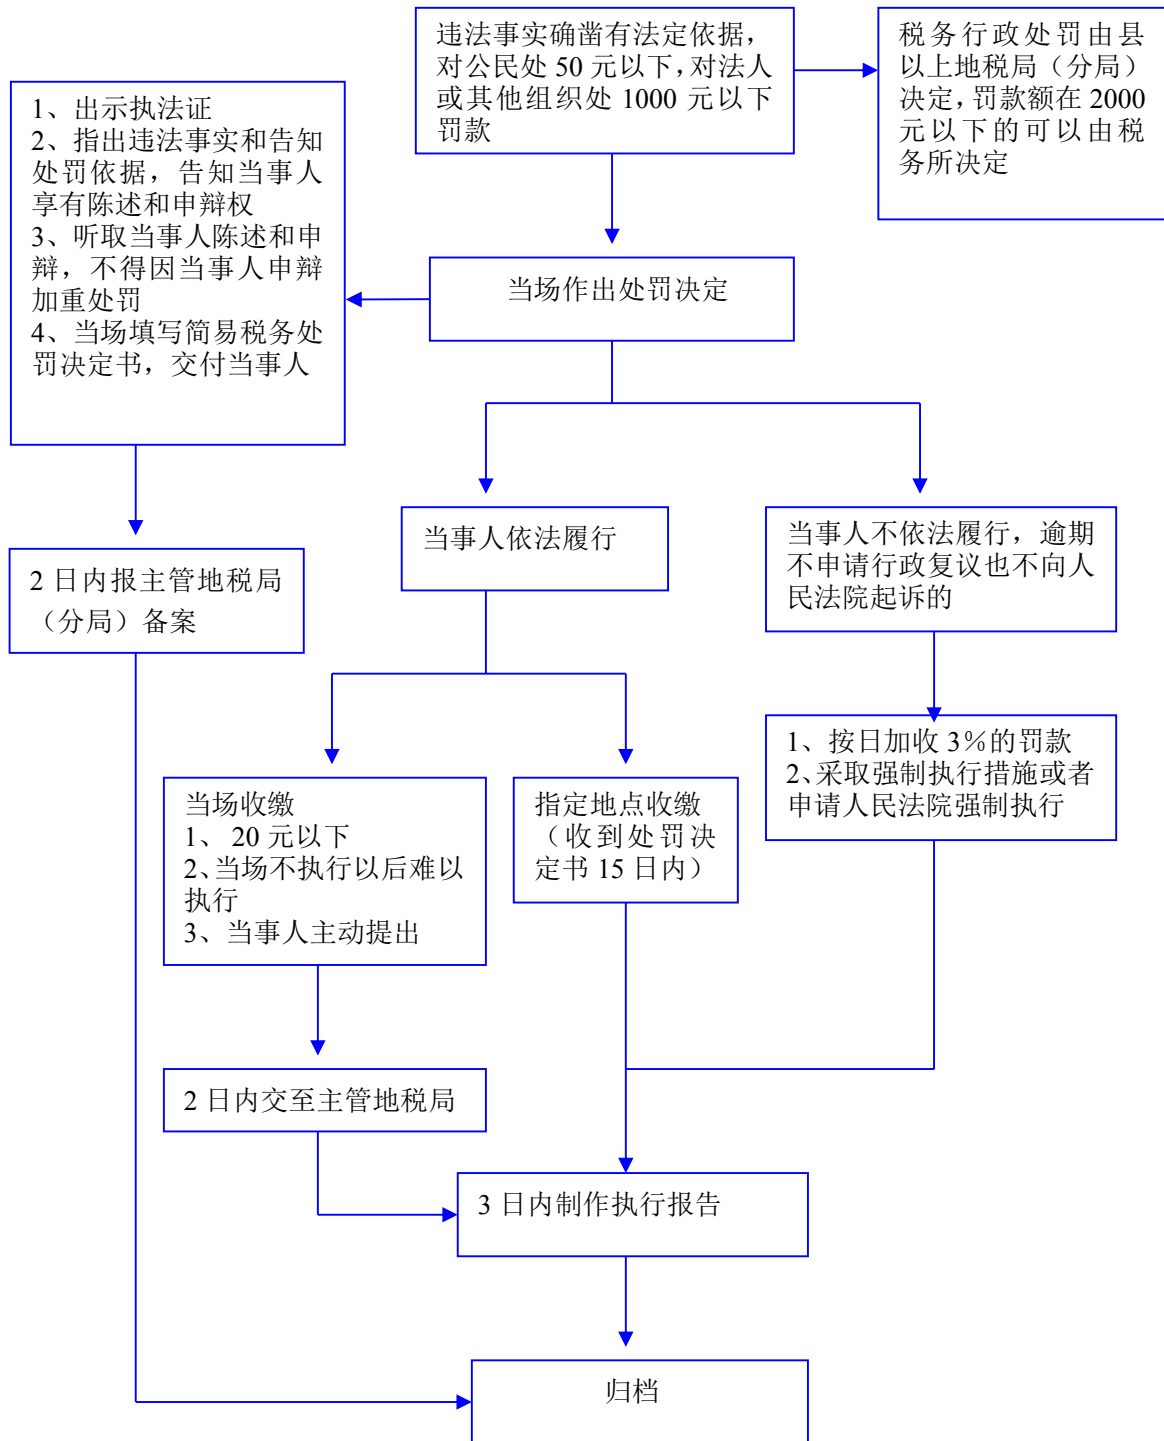 违法事实确凿有法定依据，
对公民处 50 元以下，对法人
或其他组织处 1000 元以下
罚款
税务行政处罚由县
以上地税局（分局）
决定，罚款额在 2000
元以下的可以由税
务所决定
1、出示执法证
2、指出违法事实和告知
处罚依据，告知当事人
享有陈述和申辩权
3、听取当事人陈述和申
辩，不得因当事人申辩
加重处罚
4、当场填写简易税务处
罚决定书，交付当事人
当场作出处罚决定
当事人依法履行
当事人不依法履行，逾期
不申请行政复议也不向人
民法院起诉的
2 日内报主管地税局
（分局）备案
1、按日加收 3%的罚款
2、采取强制执行措施或者
申请人民法院强制执行
当场收缴
1、 20 元以下
2、当场不执行以后难以
执行
3、当事人主动提出
指定地点收缴
（收到处罚决
定书 15 日内）
2 日内交至主管地税局
3 日内制作执行报告
归档